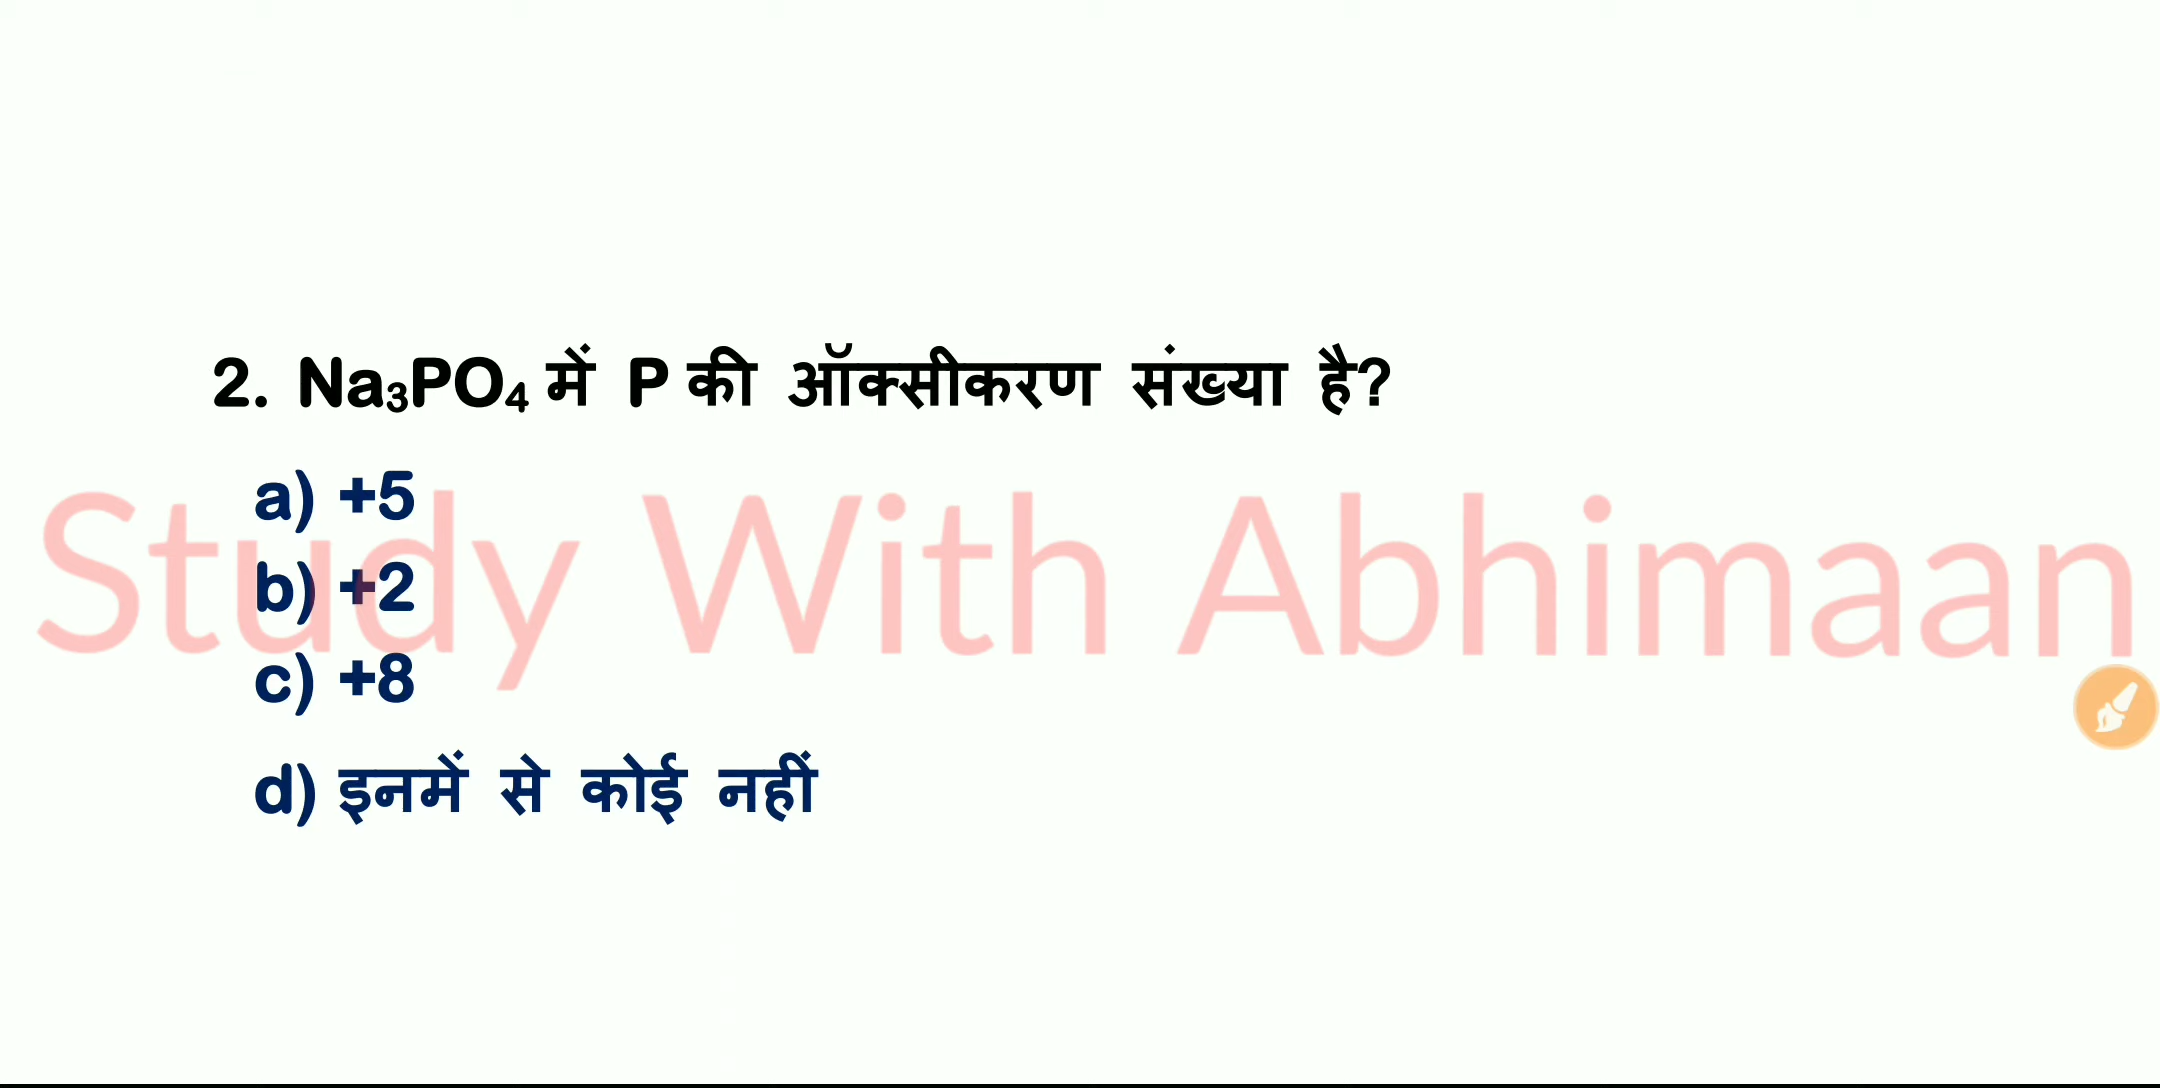 2. Na₃PO₄ में P की ऑक्सीकरण संख्या है?
a) +5
b) +2
c) +8
d) इनमें से कोई नहीं
Study With Abhimaan